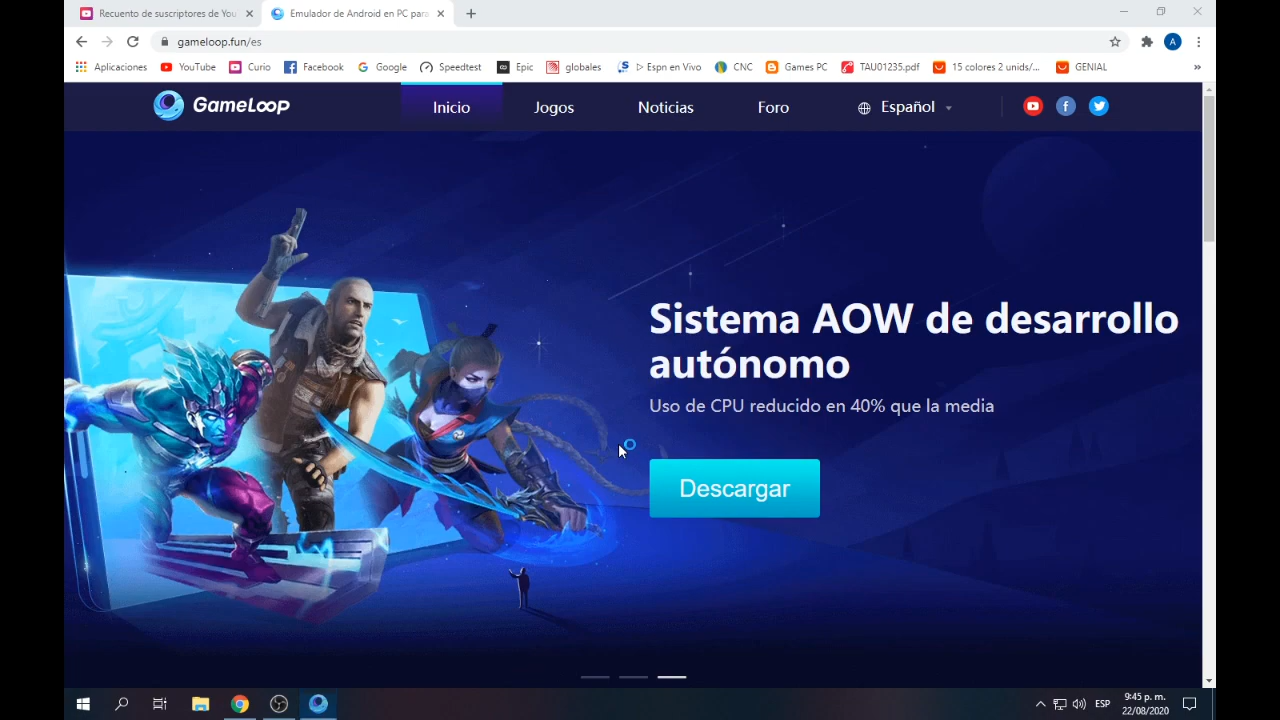 Recuento de suscriptores de You
Emulador de Android en PC para
gameloop.fun/es
A
Aplicaciones YouTube Curio Facebook Google Speedtest Epic globales ▷ Espn en Vivo CNC Games PC TAU01235.pdf 15 colores 2 unids/... GENIAL »
GameLoop Inicio Jogos Noticias Foro Español
Sistema AOW de desarrollo
autónomo
Uso de CPU reducido en 40% que la media
Descargar
ESP
9:45 p. m.
22/08/2020